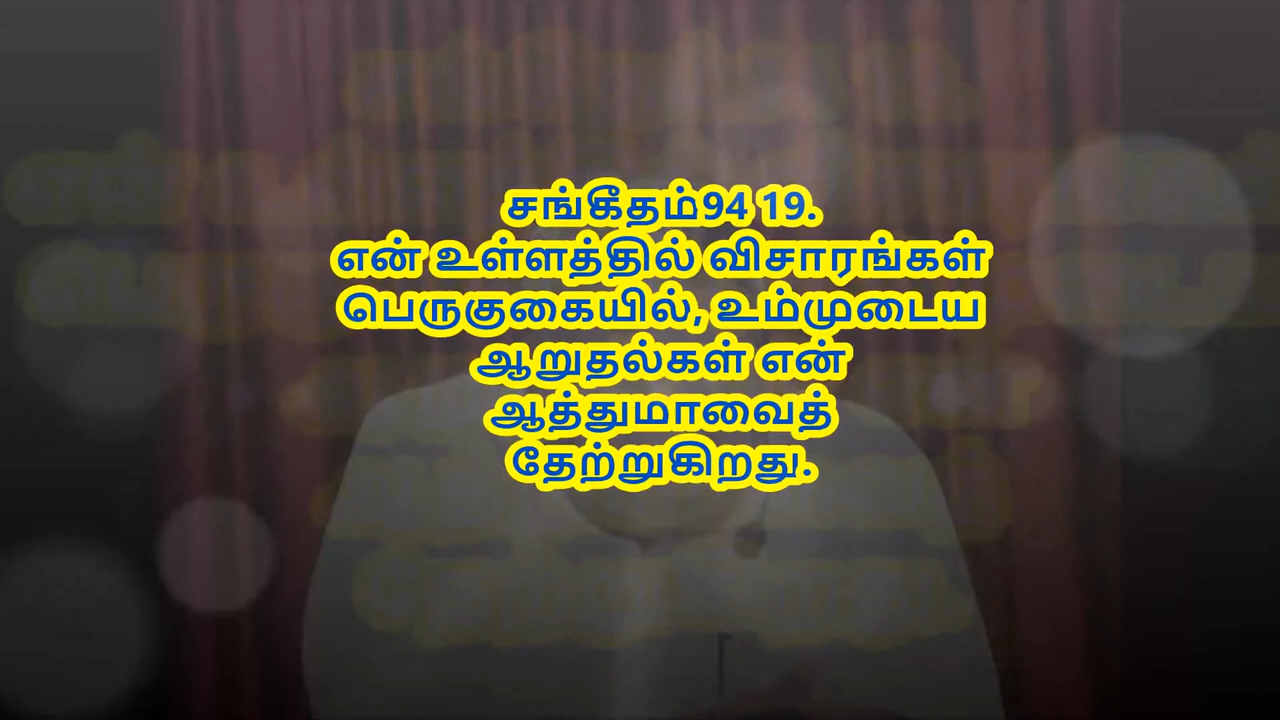 சங்கீதம்94 19.
என் உள்ளத்தில் விசாரங்கள்
பெருகுகையில், உம்முடைய
ஆறுதல்கள் என்
ஆத்துமாவைத்
தேற்றுகிறது.